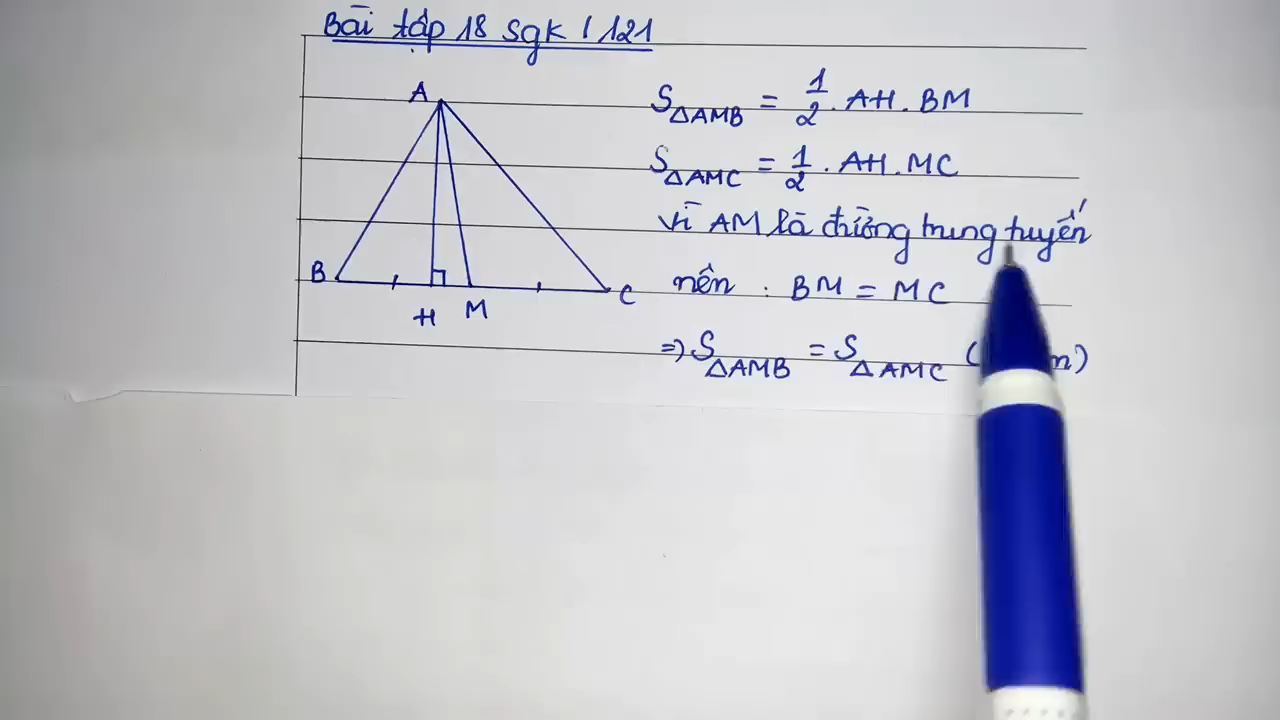 Bài tập 18 sgk / 121
A
B
H
M
C
S△AMB = 1/2 . AH . BM
S△AMC = 1/2 . AH . MC
Vì AM là đường trung tuyến
nên : BM = MC
=> S△AMB = S△AMC ( m)